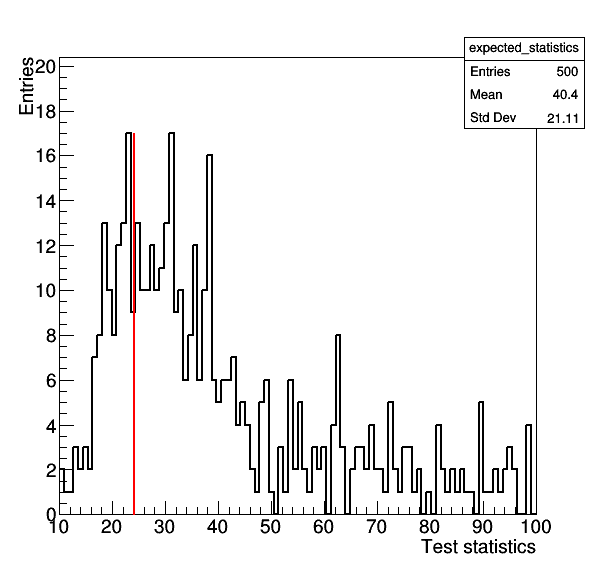 expected_statistics
Entries 500
Mean 40.4
Std Dev 21.11
Entries
20
18
16
14
12
10
8
6
4
2
0
10 20 30 40 50 60 70 80 90 100
Test statistics